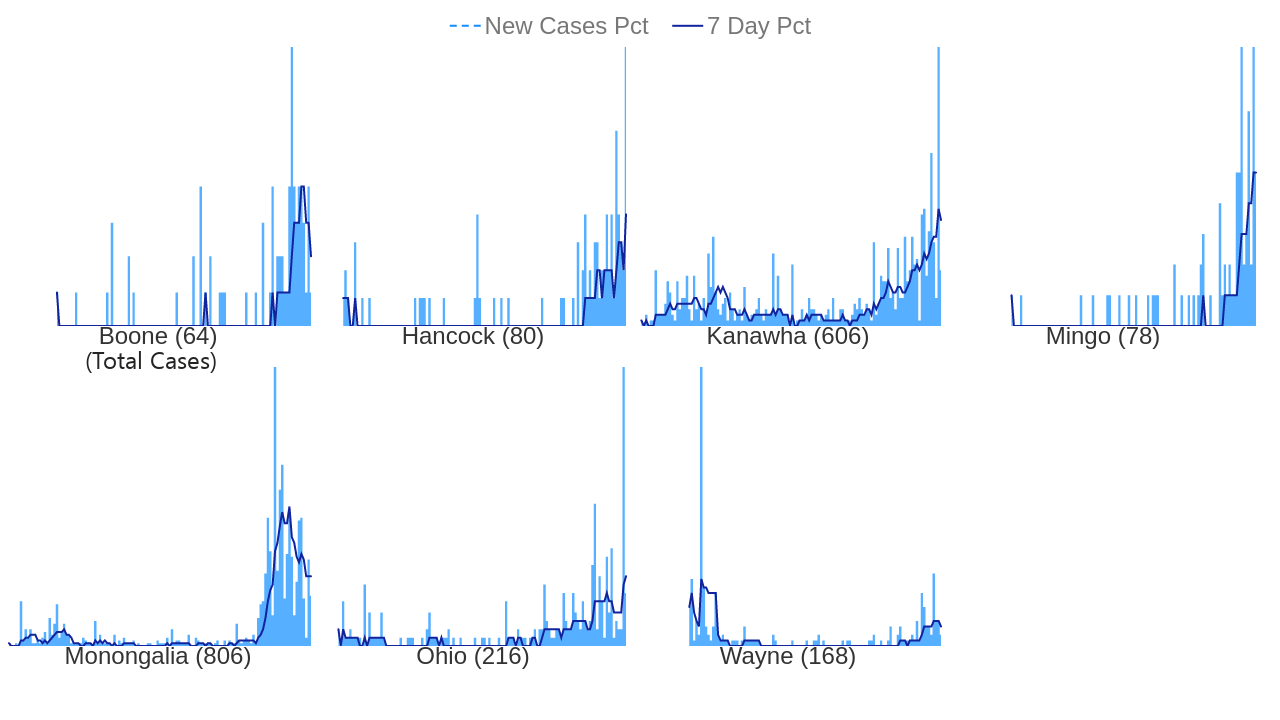 New Cases Pct 7 Day Pct
Boone (64) Hancock (80) Kanawha (606) Mingo (78)
(Total Cases)
Monongalia (806) Ohio (216) Wayne (168)